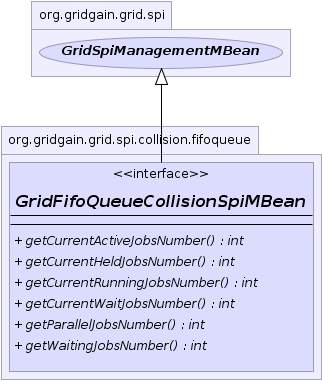 org.gridgain.grid.spi
GridSpiManagementMBean
org.gridgain.grid.spi.collision.fifoqueue
<<interface>>
GridFifoQueueCollisionSpiMBean
+ getCurrentActiveJobsNumber() : int
+ getCurrentHeldJobsNumber() : int
+ getCurrentRunningJobsNumber() : int
+ getCurrentWaitJobsNumber() : int
+ getParallelJobsNumber() : int
+ getWaitingJobsNumber() : int